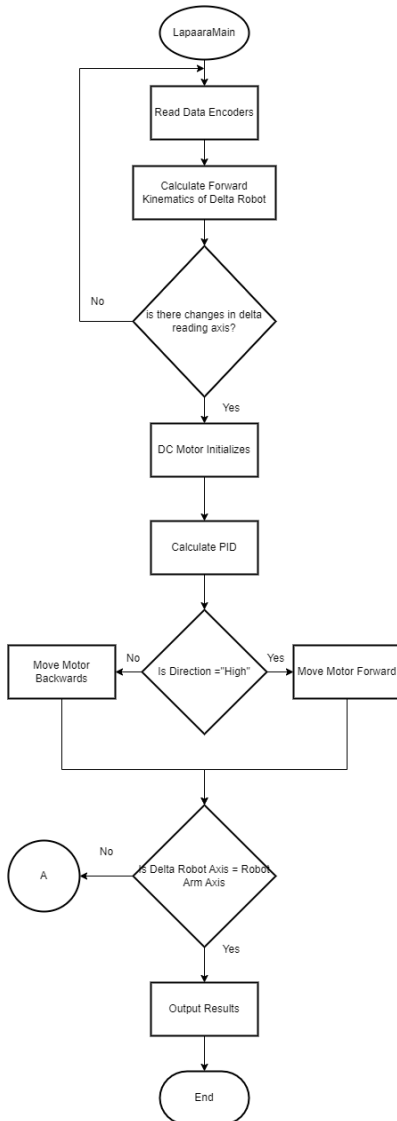 LapaaraMain
Read Data Encoders
Calculate Forward
Kinematics of Delta Robot
No
is there changes in delta
reading axis?
Yes
DC Motor Initializes
Calculate PID
Move Motor
Backwards
No
Is Direction ="High"
Yes
Move Motor Forward
A
No
Is Delta Robot Axis = Robot
Arm Axis
Yes
Output Results
End